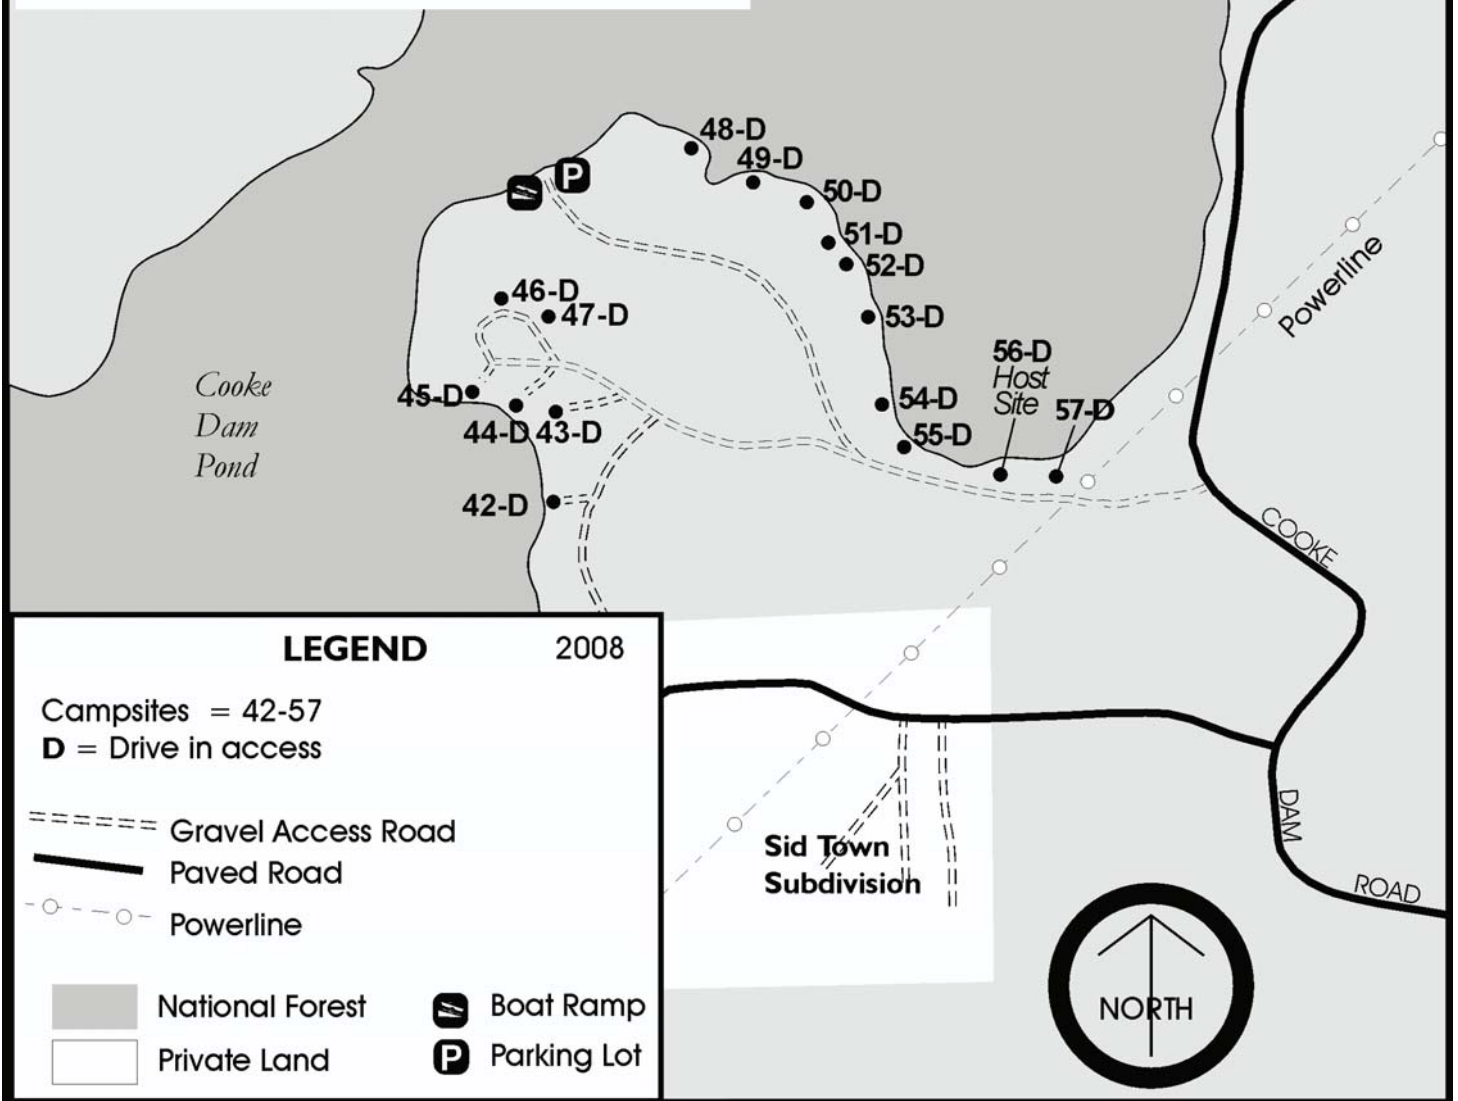 48-D
49-D
P
50-D
51-D
52-D
46-D
47-D
53-D
Powerline
56-D
Host
Site
57-D
54-D
55-D
Cooke
Dam
Pond
45-D
44-D
43-D
42-D
COOKE
DAM
ROAD
Sid Town
Subdivision
NORTH
LEGEND
2008
Campsites = 42-57
D = Drive in access
Gravel Access Road
Paved Road
Powerline
National Forest
Boat Ramp
Private Land
P Parking Lot